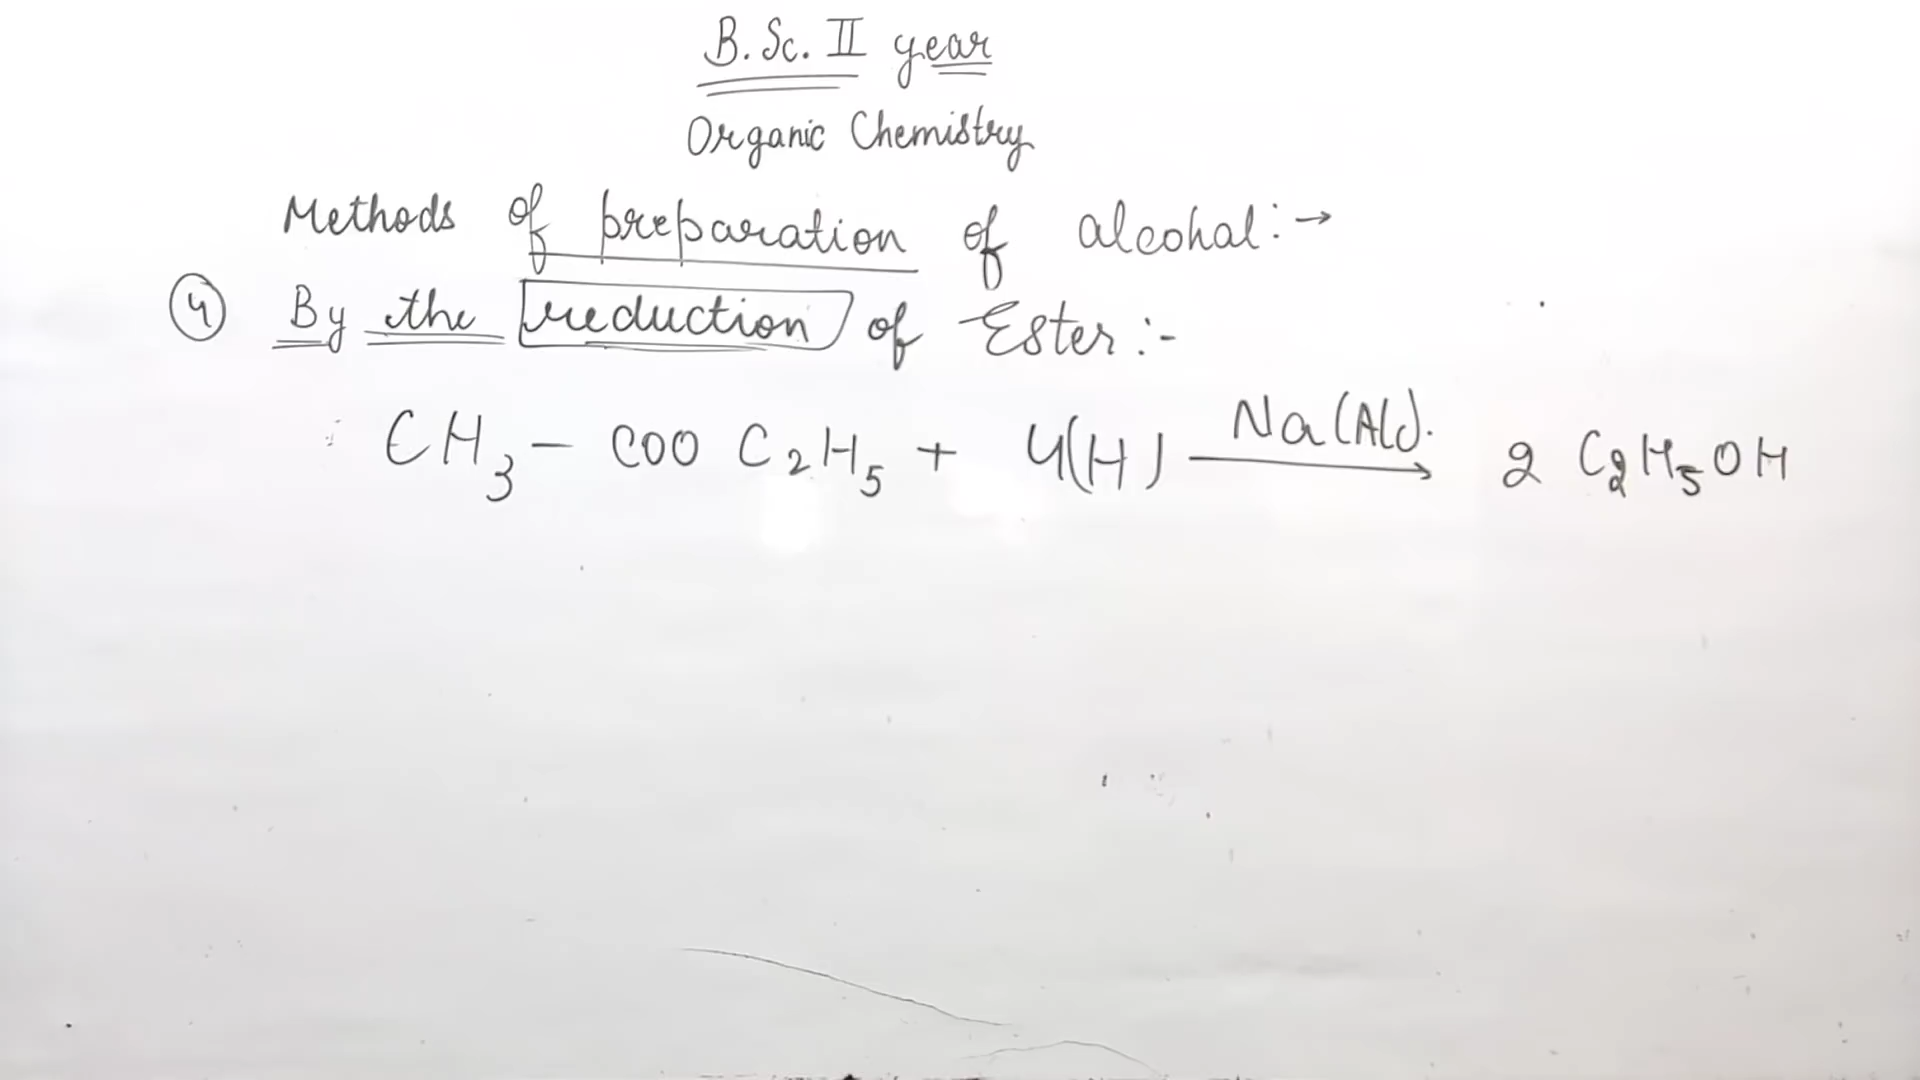 B.Sc. II year
Organic Chemistry
Methods of preparation of alcohal:→
④ By the reduction of Ester:-
CH₃- COO C₂H₅ + 4(H) Na(Alc). → 2 C₂H₅OH